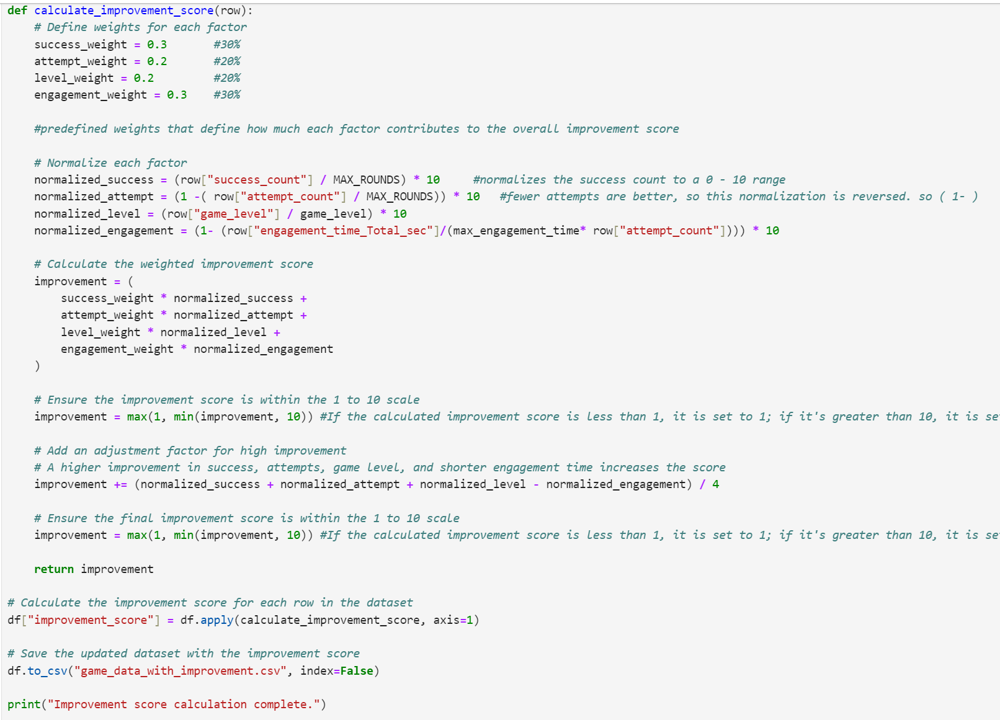 def calculate_improvement_score(row):
    # Define weights for each factor
    success_weight = 0.3       #30%
    attempt_weight = 0.2       #20%
    level_weight = 0.2         #20%
    engagement_weight = 0.3    #30%

    #predefined weights that define how much each factor contributes to the overall improvement score

    # Normalize each factor
    normalized_success = (row["success_count"] / MAX_ROUNDS) * 10     #normalizes the success count to a 0 - 10 range
    normalized_attempt = (1 -( row["attempt_count"] / MAX_ROUNDS)) * 10   #fewer attempts are better, so this normalization is reversed. so ( 1- )
    normalized_level = (row["game_level"] / game_level) * 10
    normalized_engagement = (1- (row["engagement_time_Total_sec"]/(max_engagement_time* row["attempt_count"]))) * 10

    # Calculate the weighted improvement score
    improvement = (
        success_weight * normalized_success +
        attempt_weight * normalized_attempt +
        level_weight * normalized_level +
        engagement_weight * normalized_engagement
    )

    # Ensure the improvement score is within the 1 to 10 scale
    improvement = max(1, min(improvement, 10)) #If the calculated improvement score is less than 1, it is set to 1; if it's greater than 10, it is se

    # Add an adjustment factor for high improvement
    # A higher improvement in success, attempts, game level, and shorter engagement time increases the score
    improvement += (normalized_success + normalized_attempt + normalized_level - normalized_engagement) / 4

    # Ensure the final improvement score is within the 1 to 10 scale
    improvement = max(1, min(improvement, 10)) #If the calculated improvement score is less than 1, it is set to 1; if it's greater than 10, it is se

    return improvement

# Calculate the improvement score for each row in the dataset
df["improvement_score"] = df.apply(calculate_improvement_score, axis=1)

# Save the updated dataset with the improvement score
df.to_csv("game_data_with_improvement.csv", index=False)

print("Improvement score calculation complete.")